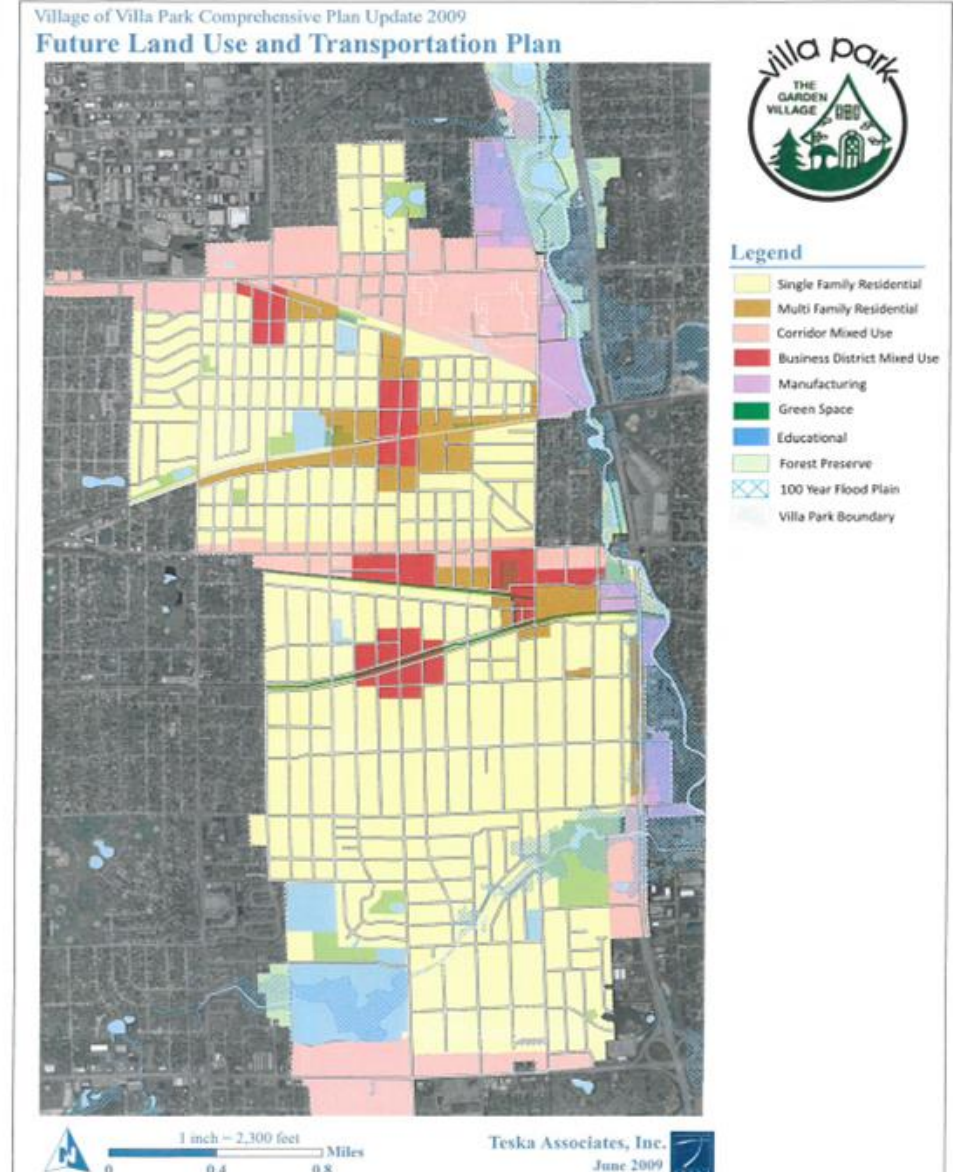 Village of Villa Park Comprehensive Plan Update 2009
Future Land Use and Transportation Plan
villa park
THE
GARDEN
VILLAGE
Legend
Single Family Residential
Multi Family Residential
Corridor Mixed Use
Business District Mixed Use
Manufacturing
Green Space
Educational
Forest Preserve
100 Year Flood Plain
Villa Park Boundary
N
1 inch = 2,300 feet
Miles
0 0.4 0.8
Teska Associates, Inc.
June 2009